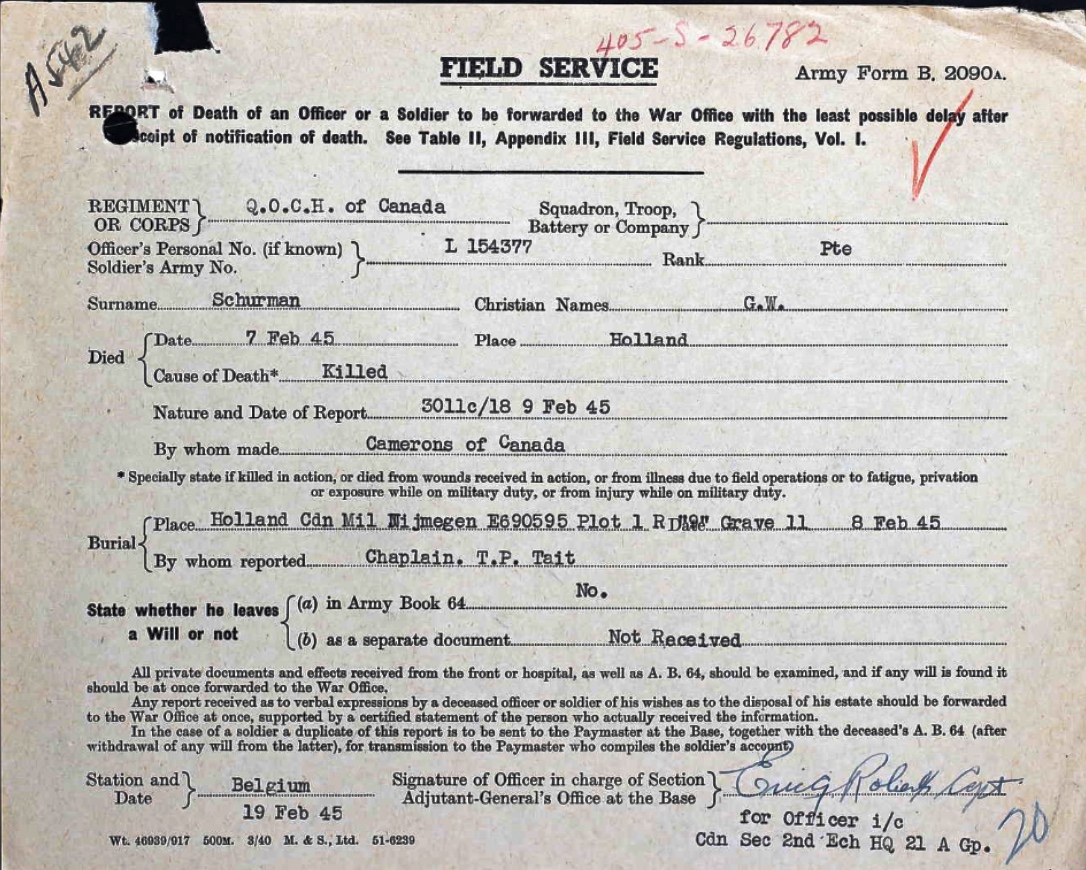 A542
405-S-26782
FIELD SERVICE
Army Form B. 2090A.
REPORT of Death of an Officer or a Soldier to be forwarded to the War Office with the least possible delay after
ceipt of notification of death. See Table II, Appendix III, Field Service Regulations, Vol. I.
REGIMENT OR CORPS } Q.O.C.H. of Canada Squadron, Troop, Battery or Company }
Officer's Personal No. (if known) Soldier's Army No. } L 154377 Rank Pte
Surname Schurman Christian Names G.W.
Died { Date 7 Feb 45 Place Holland
Cause of Death* Killed
Nature and Date of Report 3011c/18 9 Feb 45
By whom made Camerons of Canada
* Specially state if killed in action, or died from wounds received in action, or from illness due to field operations or to fatigue, privation
or exposure while on military duty, or from injury while on military duty.
Burial { Place Holland Cdn Mil Nijmegen E690595 Plot 1 Grave 11 8 Feb 45
By whom reported Chaplain. T.P. Tait
State whether he leaves a Will or not { (a) in Army Book 64 No.
(b) as a separate document Not Received
All private documents and effects received from the front or hospital, as well as A. B. 64, should be examined, and if any will is found it
should be at once forwarded to the War Office.
Any report received as to verbal expressions by a deceased officer or soldier of his wishes as to the disposal of his estate should be forwarded
to the War Office at once, supported by a certified statement of the person who actually received the information.
In the case of a soldier a duplicate of this report is to be sent to the Paymaster at the Base, together with the deceased's A. B. 64 (after
withdrawal of any will from the latter), for transmission to the Paymaster who compiles the soldier's account)
Station and Date } Belgium Signature of Officer in charge of Section Adjutant-General's Office at the Base } Capt
19 Feb 45
for Officer i/c
Cdn Sec 2nd Ech HQ 21 A Gp.
20
Wt. 46939/017 500M. 3/40 M. & S., Ltd. 51-6239